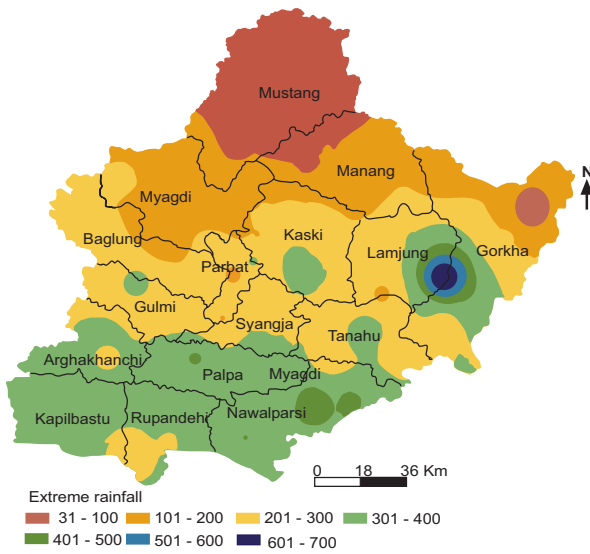 Mustang
Manang
N
Myagdi
Kaski
Lamjung
Gorkha
Baglung
Parbat
Gulmi
Syangja
Tanahu
Arghakhanchi
Palpa
Myagdi
Kapilbastu
Rupandehi
Nawalparsi
0 18 36 Km
Extreme rainfall
31 - 100 101 - 200 201 - 300 301 - 400
401 - 500 501 - 600 601 - 700